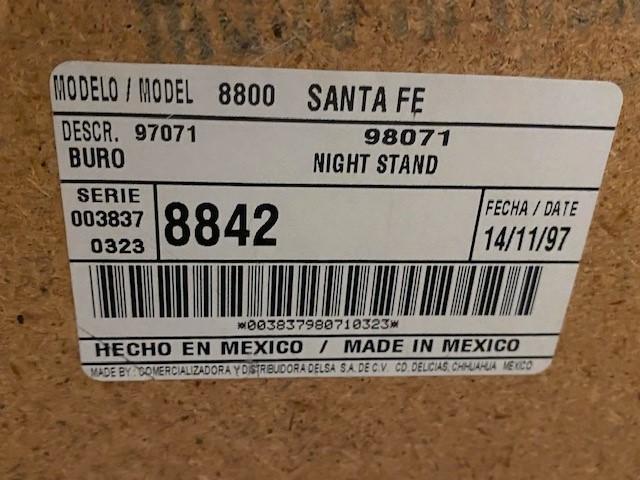 MODELO / MODEL 8800 SANTA FE
DESCR. 97071 98071
BURO NIGHT STAND
SERIE
003837
0323
8842
FECHA / DATE
14/11/97
*003837980710323*
HECHO EN MEXICO / MADE IN MEXICO
MADE BY: COMERCIALIZADORA Y DISTRIBUIDORA DELSA S.A. DE C.V. CD. DELICIAS, CHIHUAHUA MEXICO